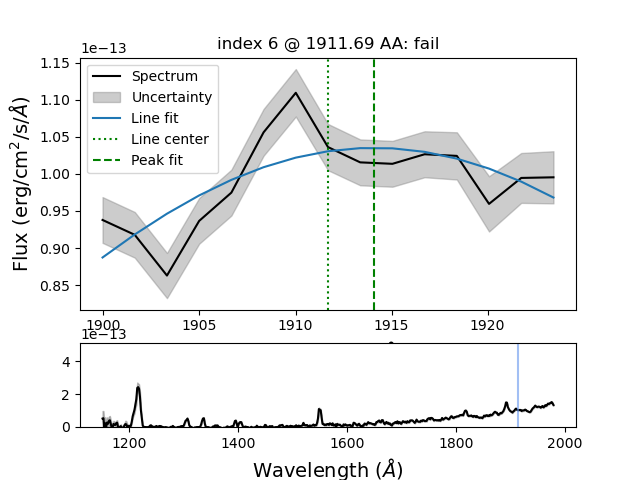 index 6 @ 1911.69 AA: fail
1e−13
1.15
1.10
1.05
1.00
0.95
0.90
0.85
Flux (erg/cm²/s/Å)
Spectrum
Uncertainty
Line fit
Line center
Peak fit
1900 1905 1910 1915 1920
1e−13
4
2
0
1200 1400 1600 1800 2000
Wavelength (Å)